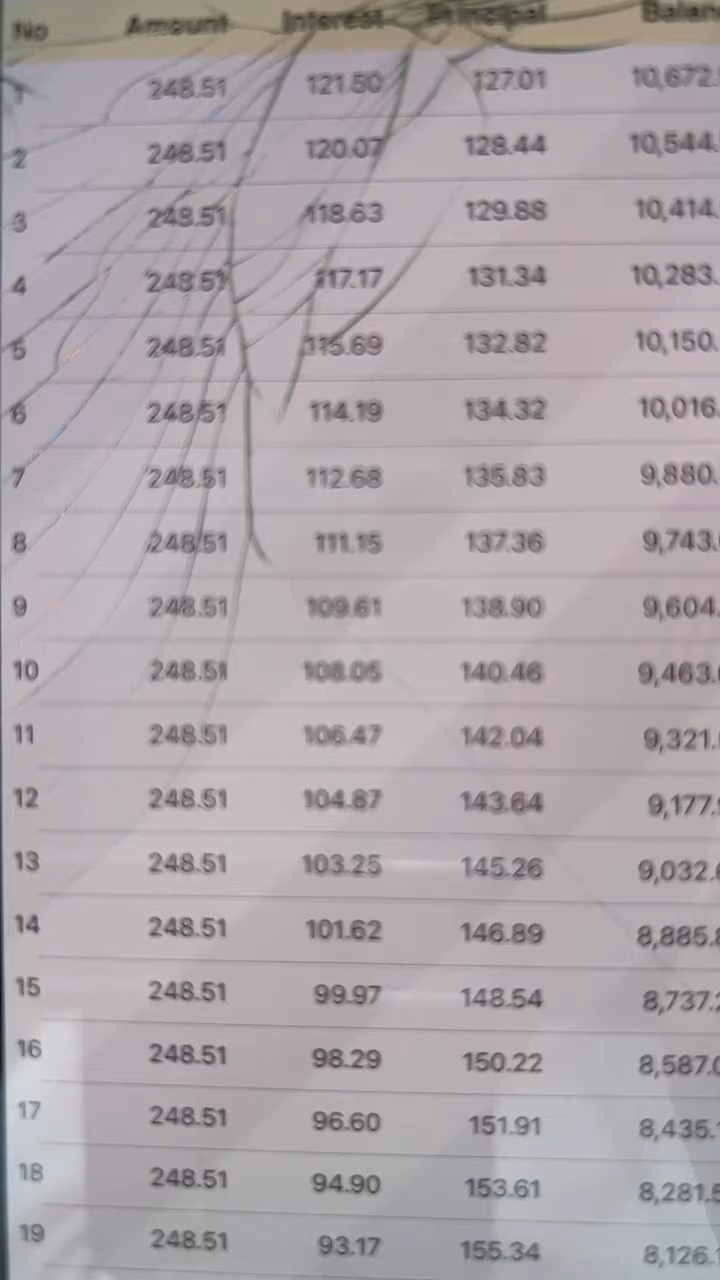 No Amount Interest Principal Balan
1 248.51 121.50 127.01 10,672.
2 248.51 120.07 128.44 10,544.
3 248.51 118.63 129.88 10,414.
4 248.51 117.17 131.34 10,283.
5 248.51 115.69 132.82 10,150.
6 248.51 114.19 134.32 10,016.
7 248.51 112.68 135.83 9,880.
8 248.51 111.15 137.36 9,743.
9 248.51 109.61 138.90 9,604.
10 248.51 108.05 140.46 9,463.
11 248.51 106.47 142.04 9,321.
12 248.51 104.87 143.64 9,177.
13 248.51 103.25 145.26 9,032.
14 248.51 101.62 146.89 8,885.
15 248.51 99.97 148.54 8,737.
16 248.51 98.29 150.22 8,587.
17 248.51 96.60 151.91 8,435.
18 248.51 94.90 153.61 8,281.
19 248.51 93.17 155.34 8,126.